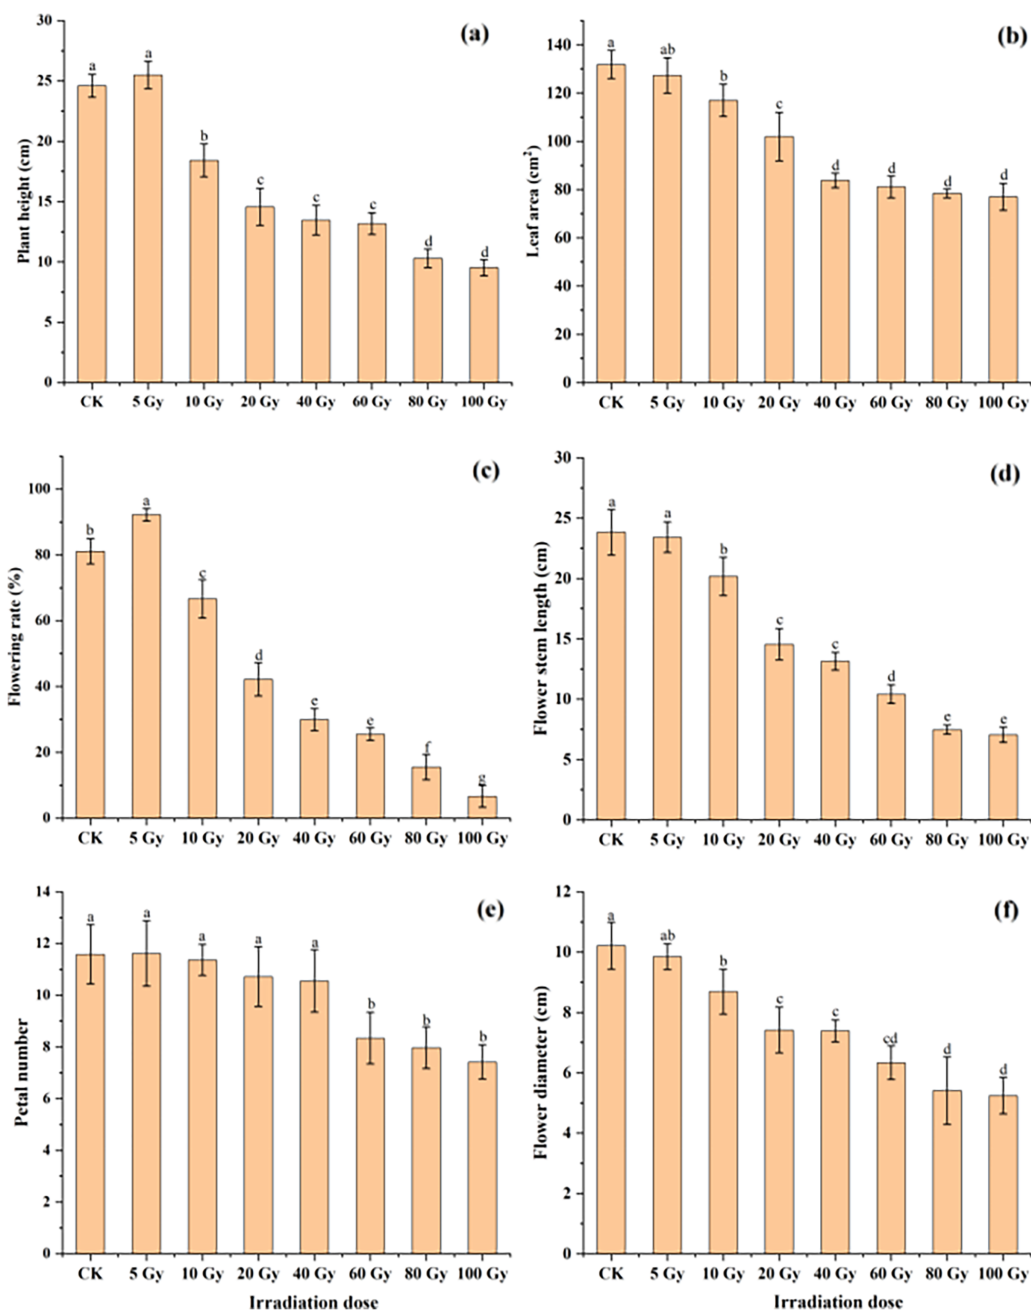 (a)
Plant height (cm)
30
25
20
15
10
5
0
a a b c c c d d
CK 5 Gy 10 Gy 20 Gy 40 Gy 60 Gy 80 Gy 100 Gy
(b)
Leaf area (cm²)
140
120
100
80
60
40
20
0
a ab b c d d d d
CK 5 Gy 10 Gy 20 Gy 40 Gy 60 Gy 80 Gy 100 Gy
(c)
Flowering rate (%)
100
80
60
40
20
0
b a c d e e f g
CK 5 Gy 10 Gy 20 Gy 40 Gy 60 Gy 80 Gy 100 Gy
(d)
Flower stem length (cm)
30
25
20
15
10
5
0
a a b c c d e e
CK 5 Gy 10 Gy 20 Gy 40 Gy 60 Gy 80 Gy 100 Gy
(e)
Petal number
14
12
10
8
6
4
2
0
a a a a a b b b
CK 5 Gy 10 Gy 20 Gy 40 Gy 60 Gy 80 Gy 100 Gy
Irradiation dose
(f)
Flower diameter (cm)
12
10
8
6
4
2
0
a ab b c c cd d d
CK 5 Gy 10 Gy 20 Gy 40 Gy 60 Gy 80 Gy 100 Gy
Irradiation dose